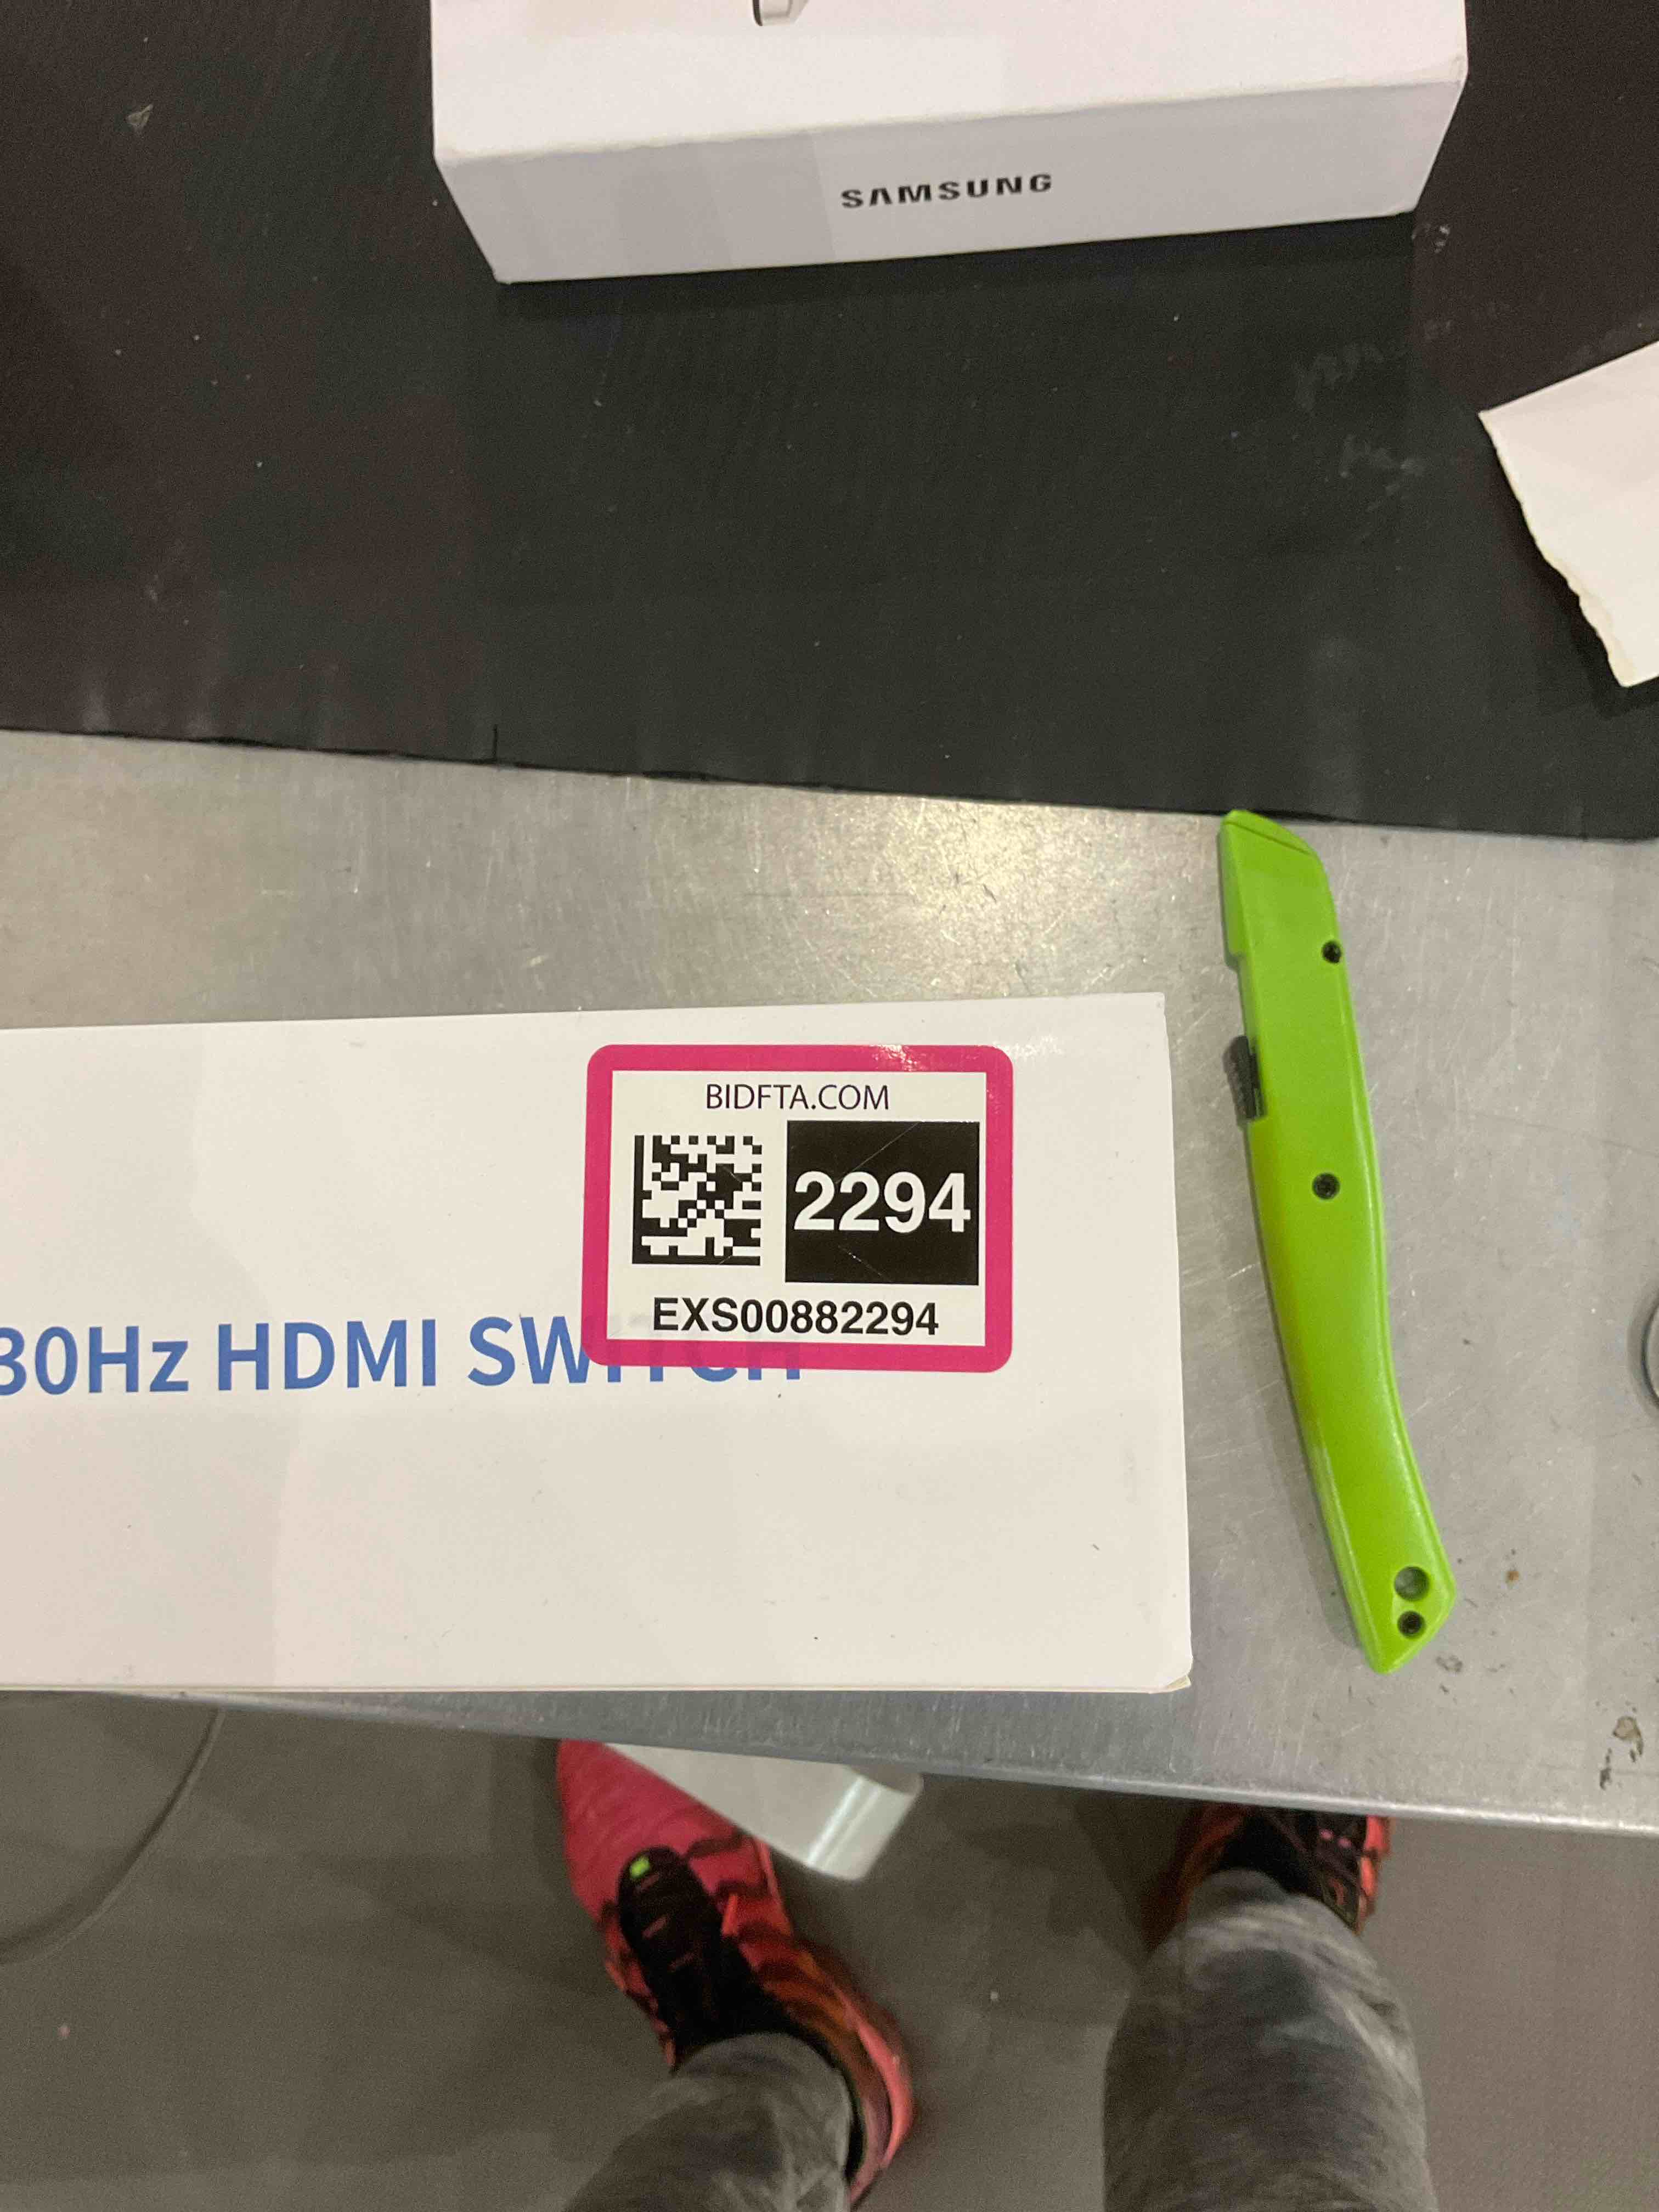 SAMSUNG
BIDFTA.COM
2294
EXS00882294
30Hz HDMI SWITCH